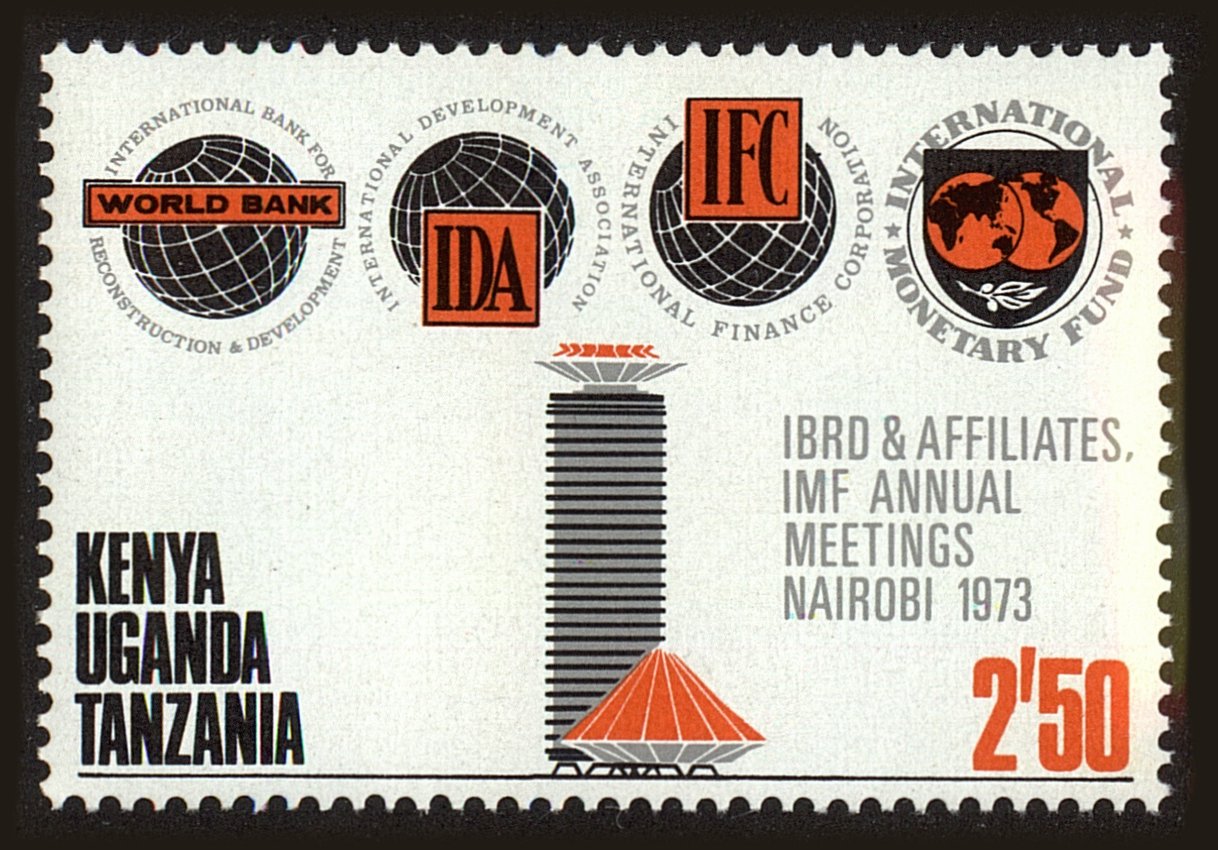 INTERNATIONAL BANK FOR
WORLD BANK
RECONSTRUCTION & DEVELOPMENT
INTERNATIONAL DEVELOPMENT ASSOCIATION
IDA
IFC
INTERNATIONAL FINANCE CORPORATION
INTERNATIONAL
★ MONETARY FUND ★
IBRD & AFFILIATES,
IMF ANNUAL
MEETINGS
NAIROBI 1973
KENYA
UGANDA
TANZANIA
2'50